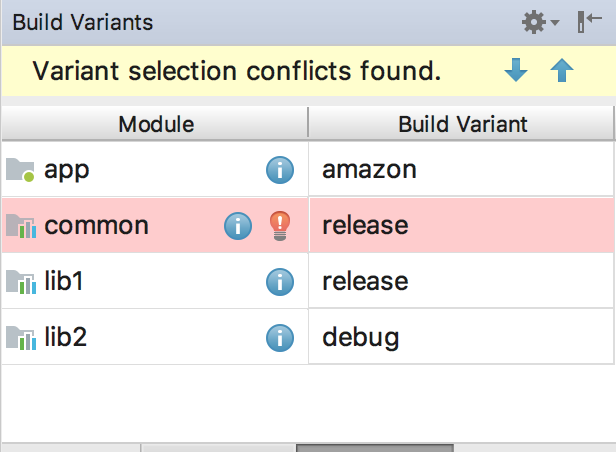 Build Variants
Variant selection conflicts found.
Module Build Variant
app amazon
common release
lib1 release
lib2 debug